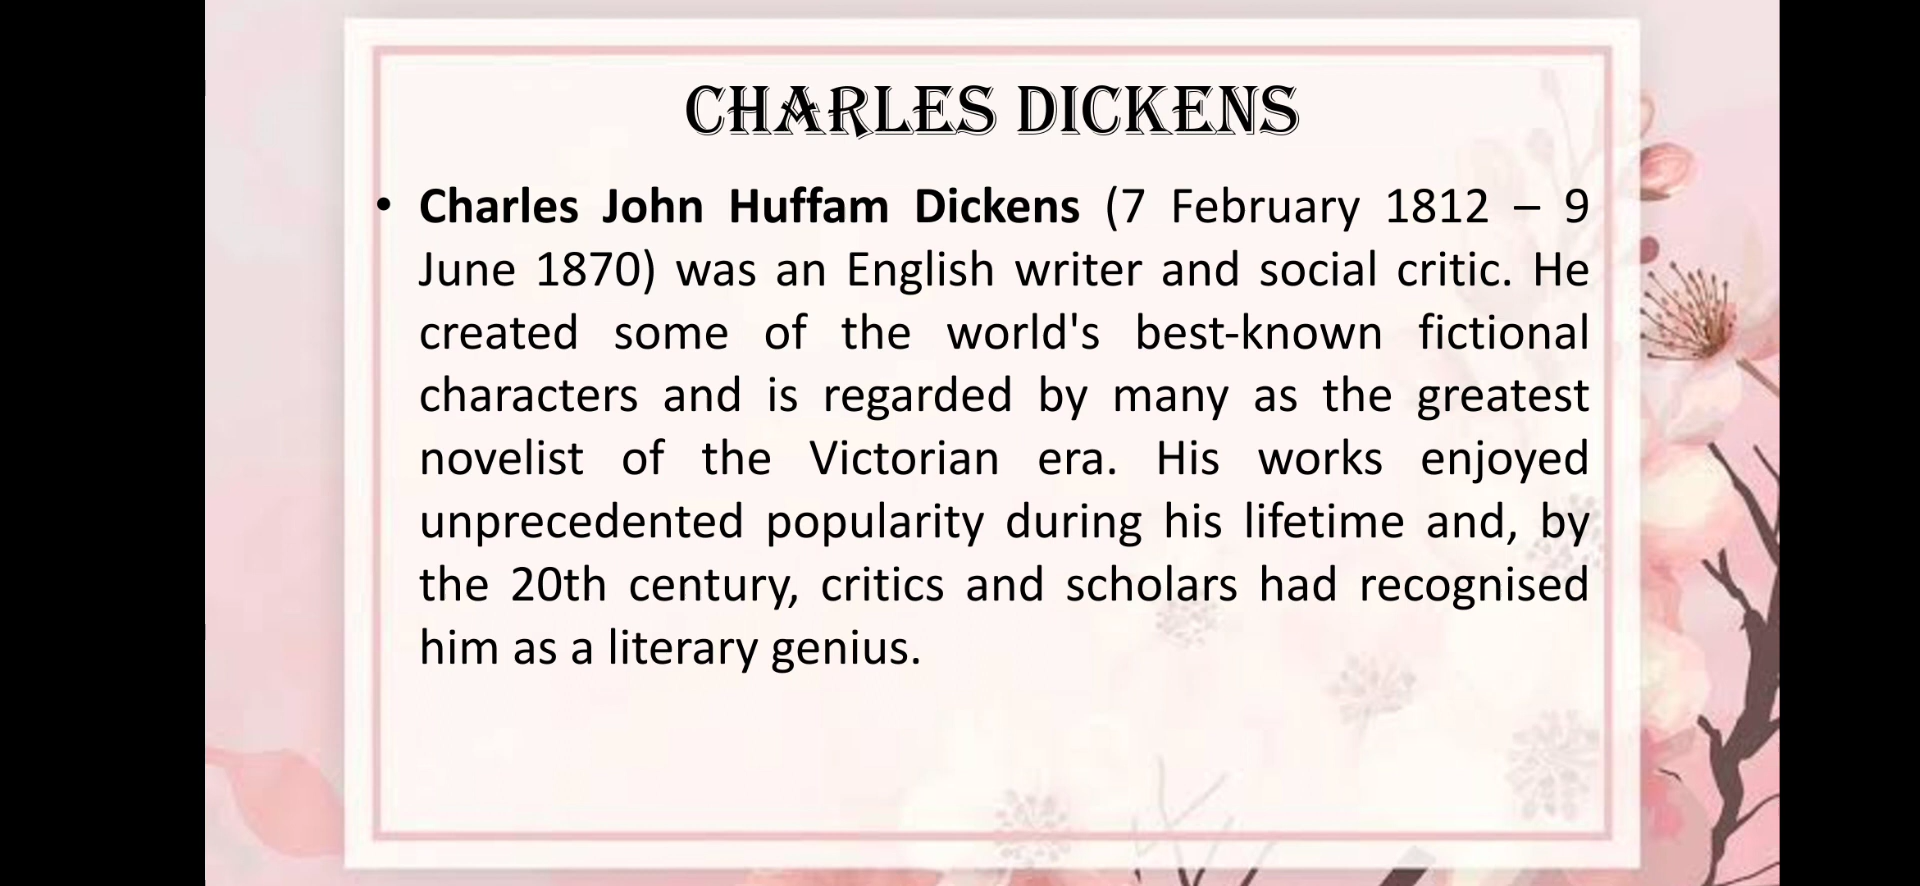 CHARLES DICKENS
• Charles John Huffam Dickens (7 February 1812 – 9
June 1870) was an English writer and social critic. He
created some of the world's best-known fictional
characters and is regarded by many as the greatest
novelist of the Victorian era. His works enjoyed
unprecedented popularity during his lifetime and, by
the 20th century, critics and scholars had recognised
him as a literary genius.